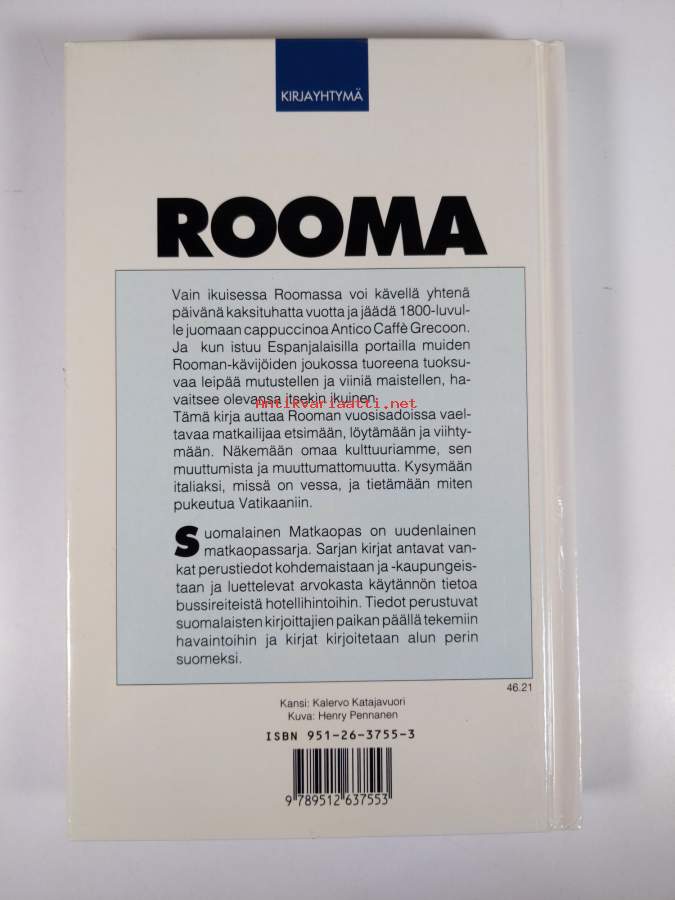 KIRJAYHTYMÄ
ROOMA
Vain ikuisessa Roomassa voi kävellä yhtenä
päivänä kaksituhatta vuotta ja jäädä 1800-luvul-
le juomaan cappuccinoa Antico Caffè Grecoon.
Ja kun istuu Espanjalaisilla portailla muiden
Rooman-kävijöiden joukossa tuoreena tuoksu-
vaa leipää mutustellen ja viiniä maistellen, ha-
vaitsee olevansa itsekin ikuinen.
Antikvariaatti.net
Tämä kirja auttaa Rooman vuosisadoissa vael-
tavaa matkailijaa etsimään, löytämään ja viihty-
mään. Näkemään omaa kulttuuriamme, sen
muuttumista ja muuttumattomuutta. Kysymään
italiaksi, missä on vessa, ja tietämään miten
pukeutua Vatikaaniin.
Suomalainen Matkaopas on uudenlainen
matkaopassarja. Sarjan kirjat antavat van-
kat perustiedot kohdemaistaan ja -kaupungeis-
taan ja luettelevat arvokasta käytännön tietoa
bussireiteistä hotellihintoihin. Tiedot perustuvat
suomalaisten kirjoittajien paikan päällä tekemiin
havaintoihin ja kirjat kirjoitetaan alun perin
suomeksi.
46.21
Kansi: Kalervo Katajavuori
Kuva: Henry Pennanen
ISBN 951-26-3755-3
9 789512 637553